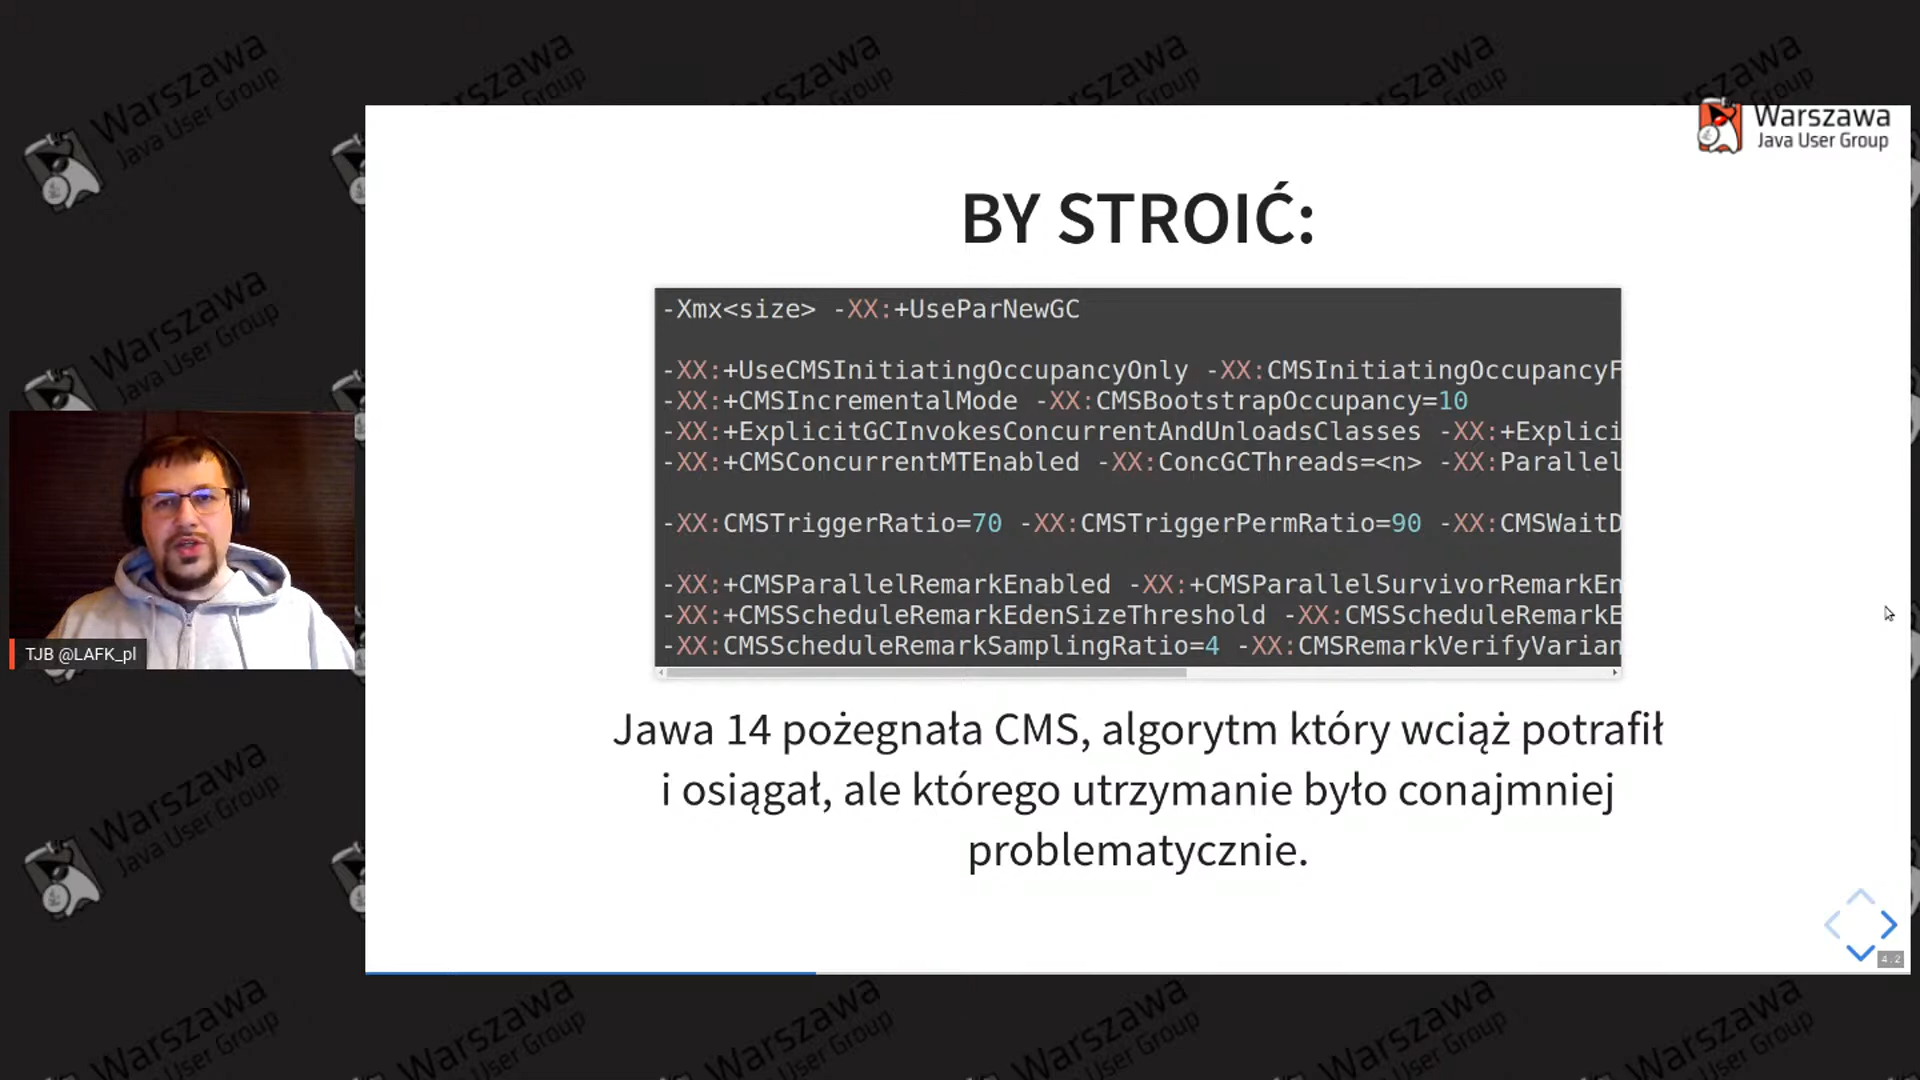 Warszawa
Java User Group
BY STROIĆ:
-Xmx<size> -XX:+UseParNewGC
-XX:+UseCMSInitiatingOccupancyOnly -XX:CMSInitiatingOccupancyF
-XX:+CMSIncrementalMode -XX:CMSBootstrapOccupancy=10
-XX:+ExplicitGCInvokesConcurrentAndUnloadsClasses -XX:+Explici
-XX:+CMSConcurrentMTEnabled -XX:ConcGCThreads=<n> -XX:Parallel
-XX:CMSTriggerRatio=70 -XX:CMSTriggerPermRatio=90 -XX:CMSWaitD
-XX:+CMSParallelRemarkEnabled -XX:+CMSParallelSurvivorRemarkEn
-XX:+CMSScheduleRemarkEdenSizeThreshold -XX:CMSScheduleRemarkE
-XX:CMSScheduleRemarkSamplingRatio=4 -XX:CMSRemarkVerifyVarian
TJB @LAFK_pl
Jawa 14 pożegnała CMS, algorytm który wciąż potrafił
i osiągał, ale którego utrzymanie było conajmniej
problematycznie.
4.2